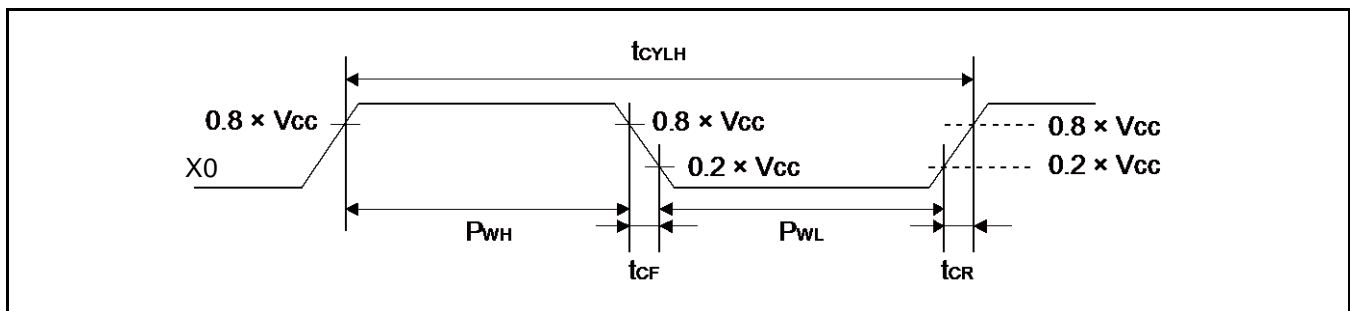 tCYLH
0.8 × VCC
0.8 × VCC
0.8 × VCC
X0
0.2 × VCC
0.2 × VCC
PWH
PWL
tCF
tCR